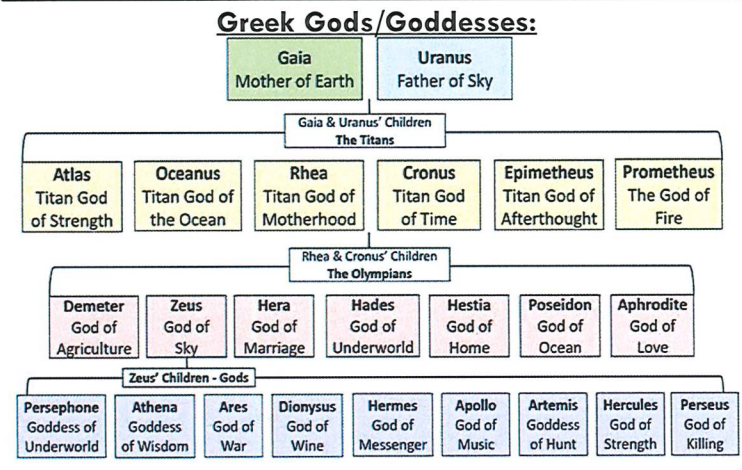 Greek Gods/Goddesses:
Gaia
Mother of Earth
Uranus
Father of Sky
Gaia & Uranus' Children
The Titans
Atlas
Titan God
of Strength
Oceanus
Titan God of
the Ocean
Rhea
Titan God of
Motherhood
Cronus
Titan God
of Time
Epimetheus
Titan God of
Afterthought
Prometheus
The God of
Fire
Rhea & Cronus' Children
The Olympians
Demeter
God of
Agriculture
Zeus
God of
Sky
Hera
God of
Marriage
Hades
God of
Underworld
Hestia
God of
Home
Poseidon
God of
Ocean
Aphrodite
God of
Love
Zeus' Children - Gods
Persephone
Goddess of
Underworld
Athena
Goddess
of Wisdom
Ares
God of
War
Dionysus
God of
Wine
Hermes
God of
Messenger
Apollo
God of
Music
Artemis
Goddess
of Hunt
Hercules
God of
Strength
Perseus
God of
Killing